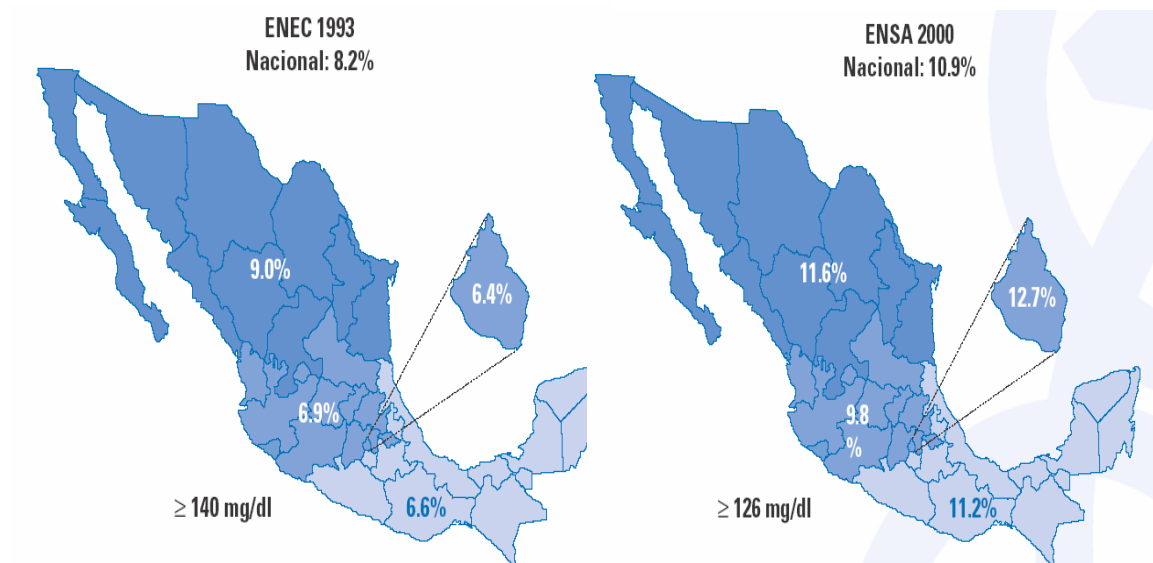 ENEC 1993
Nacional: 8.2%
9.0%
6.4%
6.9%
≥ 140 mg/dl
6.6%
ENSA 2000
Nacional: 10.9%
11.6%
12.7%
9.8
%
≥ 126 mg/dl
11.2%